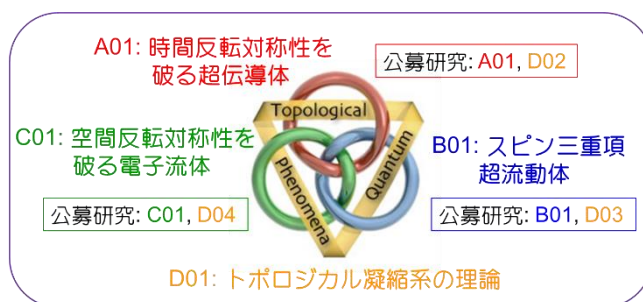 A01: 時間反転対称性を
破る超伝導体
公募研究: A01, D02
Topological
Quantum
Phenomena
C01: 空間反転対称性を
破る電子流体
公募研究: C01, D04
B01: スピン三重項
超流動体
公募研究: B01, D03
D01: トポロジカル凝縮系の理論